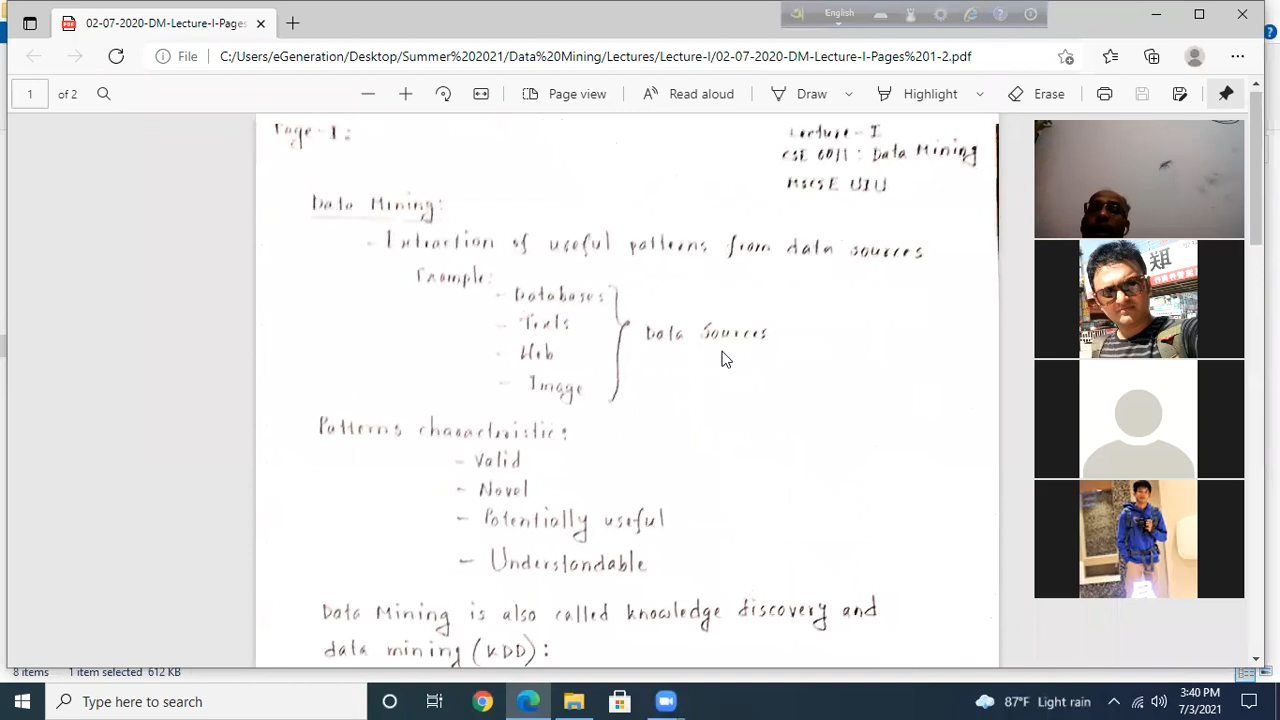 02-07-2020-DM-Lecture-I-Pages
English
File
C:/Users/eGeneration/Desktop/Summer%202021/Data%20Mining/Lectures/Lecture-I/02-07-2020-DM-Lecture-I-Pages%201-2.pdf
1 of 2
Page view
Read aloud
Draw
Highlight
Erase
Page-1:
Lecture-I
CSE 6011: Data Mining
MSCSE UIU
Data Mining:
- Extraction of useful patterns from data sources
Example:
- Databases
- Texts
- Web
- Image
Data Sources
Patterns characteristic:
- Valid
- Novel
- Potentially useful
- Understandable
Data Mining is also called knowledge discovery and
data mining (KDD):
8 items 1 item selected 612 KB
Type here to search
87°F Light rain
3:40 PM
7/3/2021